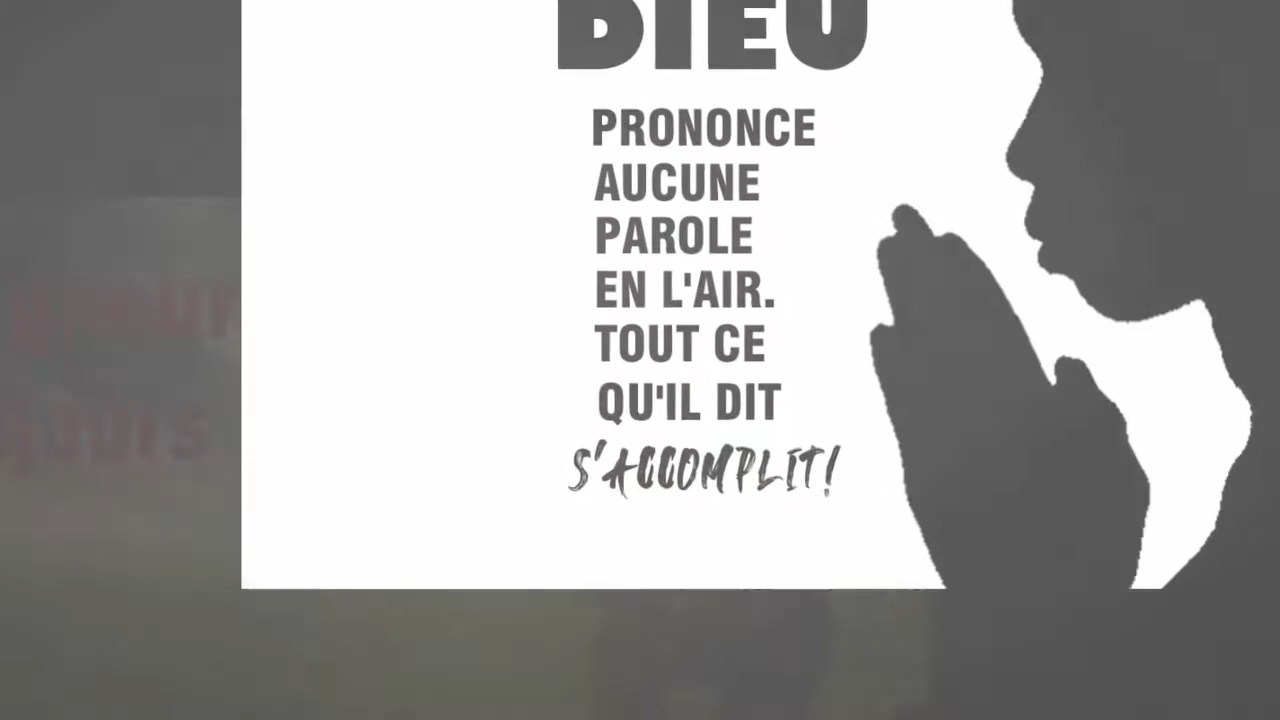 DIEU
PRONONCE
AUCUNE
PAROLE
EN L'AIR.
TOUT CE
QU'IL DIT
S'ACCOMPLIT!